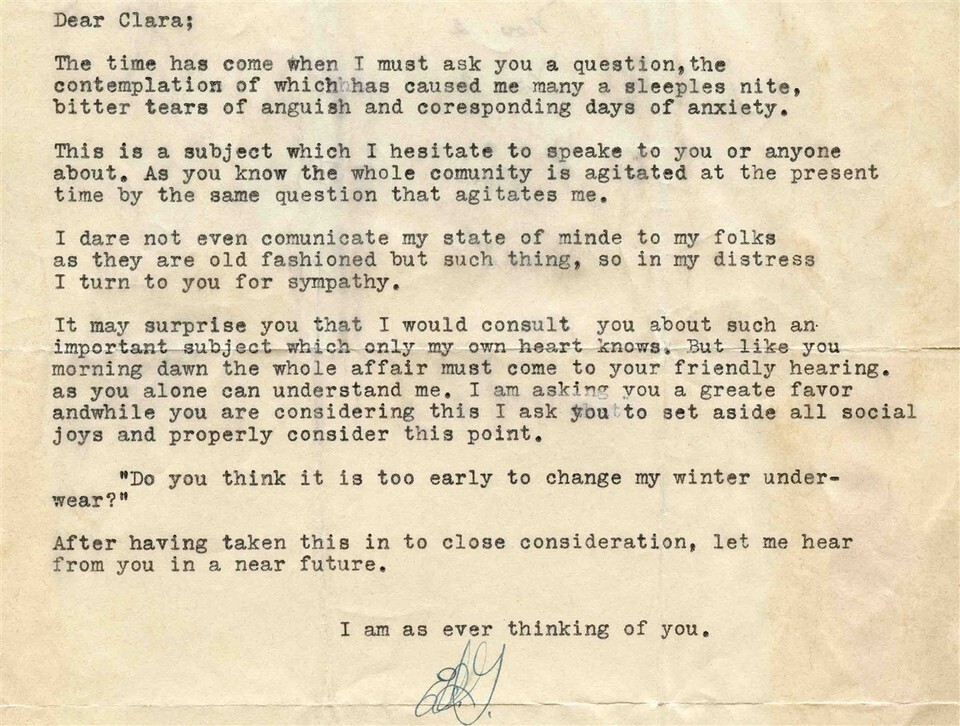 Dear Clara;
The time has come when I must ask you a question,the
contemplation of which has caused me many a sleeples nite,
bitter tears of anguish and coresponding days of anxiety.
This is a subject which I hesitate to speake to you or anyone
about. As you know the whole comunity is agitated at the present
time by the same question that agitates me.
I dare not even comunicate my state of minde to my folks
as they are old fashioned but such thing, so in my distress
I turn to you for sympathy.
It may surprise you that I would consult you about such an
important subject which only my own heart knows. But like you
morning dawn the whole affair must come to your friendly hearing.
as you alone can understand me. I am asking you a greate favor
andwhile you are considering this I ask you to set aside all social
joys and properly consider this point.
"Do you think it is too early to change my winter under-
wear?"
After having taken this in to close consideration, let me hear
from you in a near future.
I am as ever thinking of you.